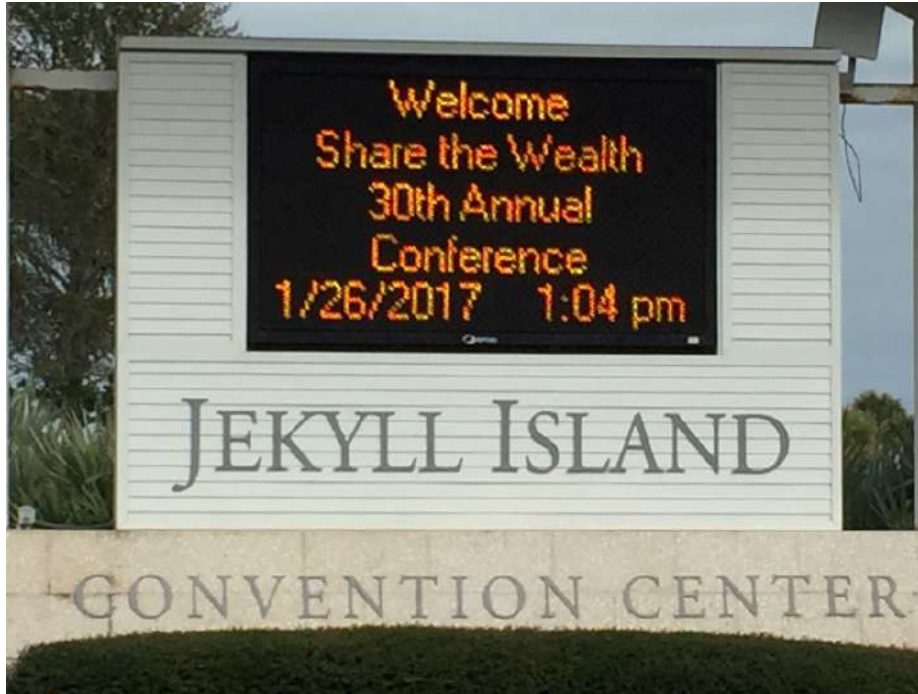 Welcome
Share the Wealth
30th Annual
Conference
1/26/2017 1:04 pm
JEKYLL ISLAND
CONVENTION CENTER